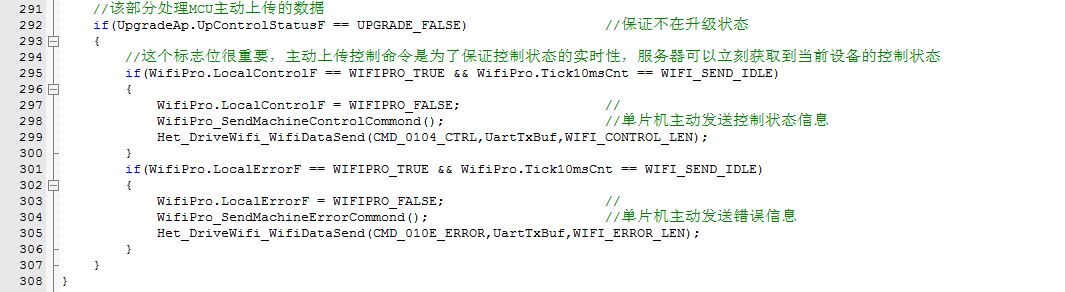 291 //该部分处理MCU主动上传的数据
292 if(UpgradeAp.UpControlStatusF == UPGRADE_FALSE) //保证不在升级状态
293 {
294 //这个标志位很重要，主动上传控制命令是为了保证控制状态的实时性，服务器可以立刻获取到当前设备的控制状态
295 if(WifiPro.LocalControlF == WIFIPRO_TRUE && WifiPro.Tick10msCnt == WIFI_SEND_IDLE)
296 {
297 WifiPro.LocalControlF = WIFIPRO_FALSE; //
298 WifiPro_SendMachineControlCommond(); //单片机主动发送控制状态信息
299 Het_DriveWifi_WifiDataSend(CMD_0104_CTRL,UartTxBuf,WIFI_CONTROL_LEN);
300 }
301 if(WifiPro.LocalErrorF == WIFIPRO_TRUE && WifiPro.Tick10msCnt == WIFI_SEND_IDLE)
302 {
303 WifiPro.LocalErrorF = WIFIPRO_FALSE; //
304 WifiPro_SendMachineErrorCommond(); //单片机主动发送错误信息
305 Het_DriveWifi_WifiDataSend(CMD_010E_ERROR,UartTxBuf,WIFI_ERROR_LEN);
306 }
307 }
308 }